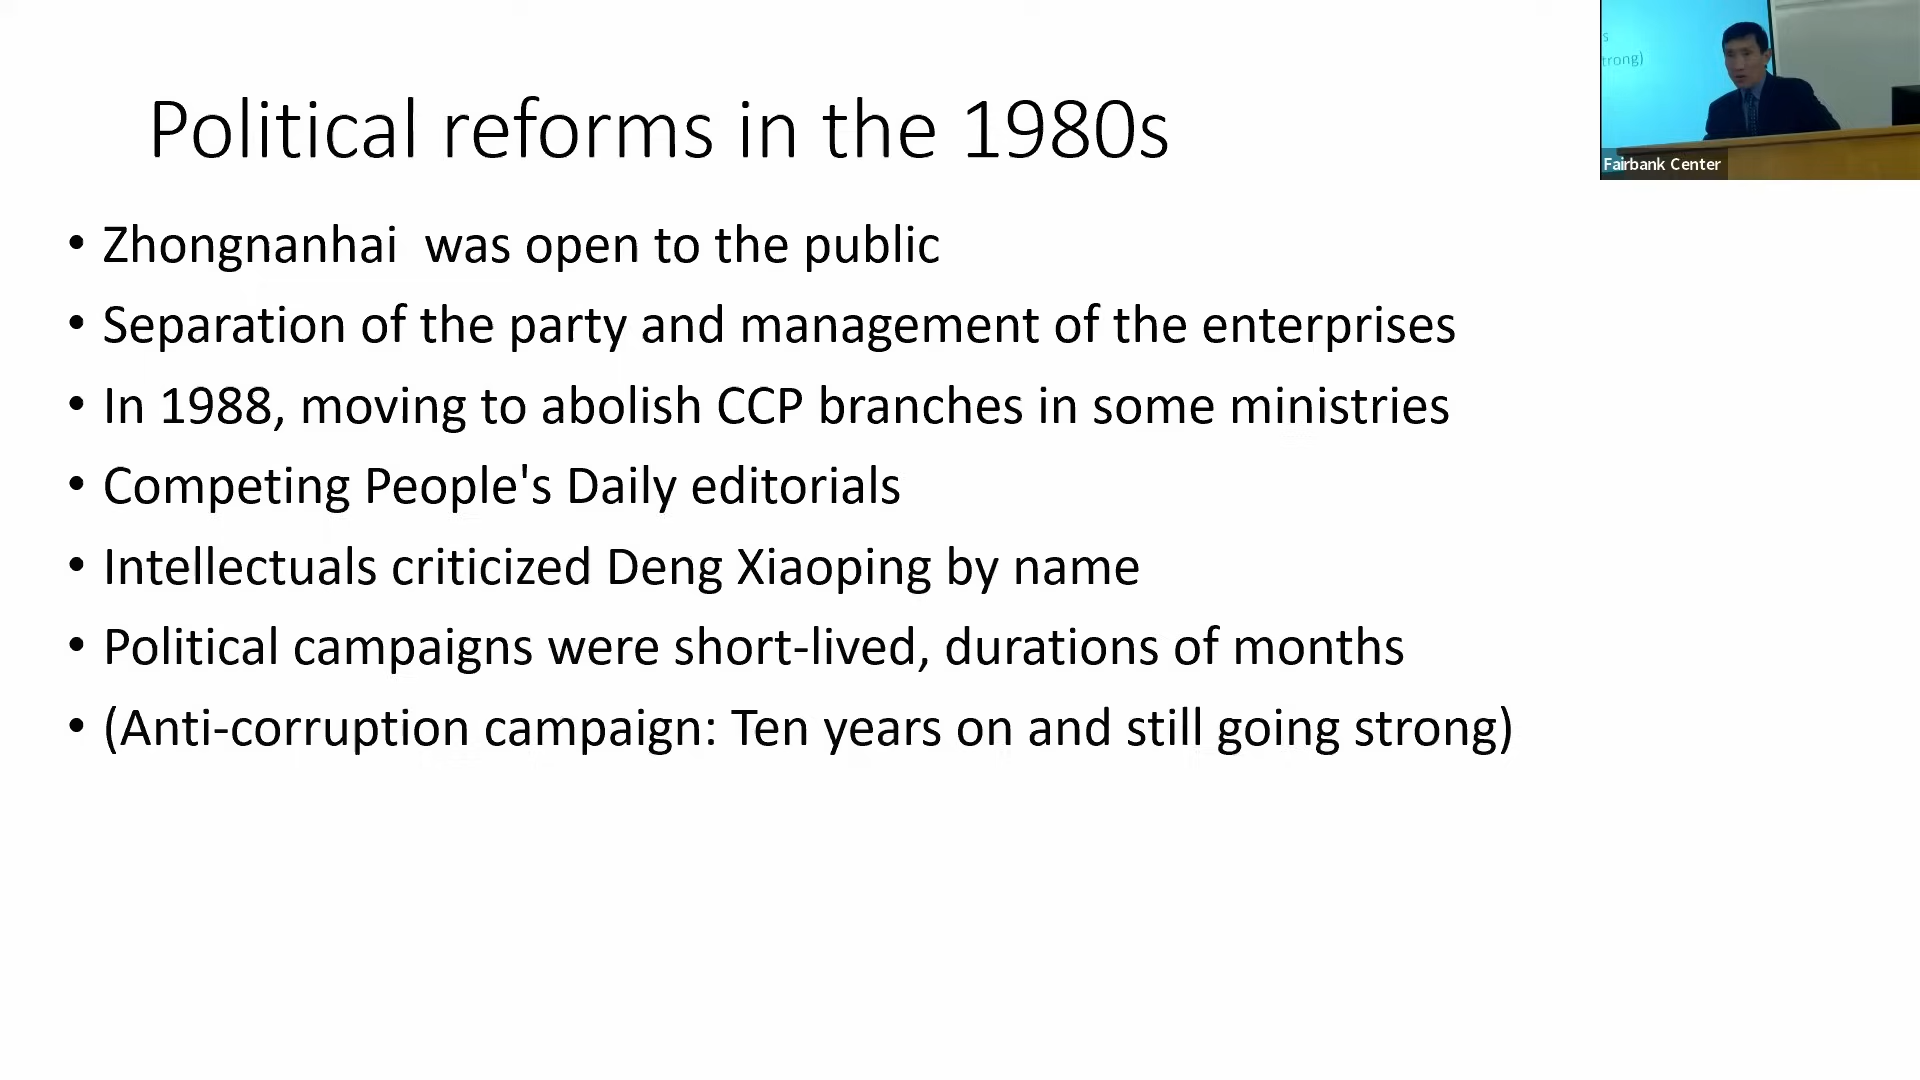 Political reforms in the 1980s
• Zhongnanhai  was open to the public
• Separation of the party and management of the enterprises
• In 1988, moving to abolish CCP branches in some ministries
• Competing People's Daily editorials
• Intellectuals criticized Deng Xiaoping by name
• Political campaigns were short-lived, durations of months
• (Anti-corruption campaign: Ten years on and still going strong)
s
trong)
Fairbank Center